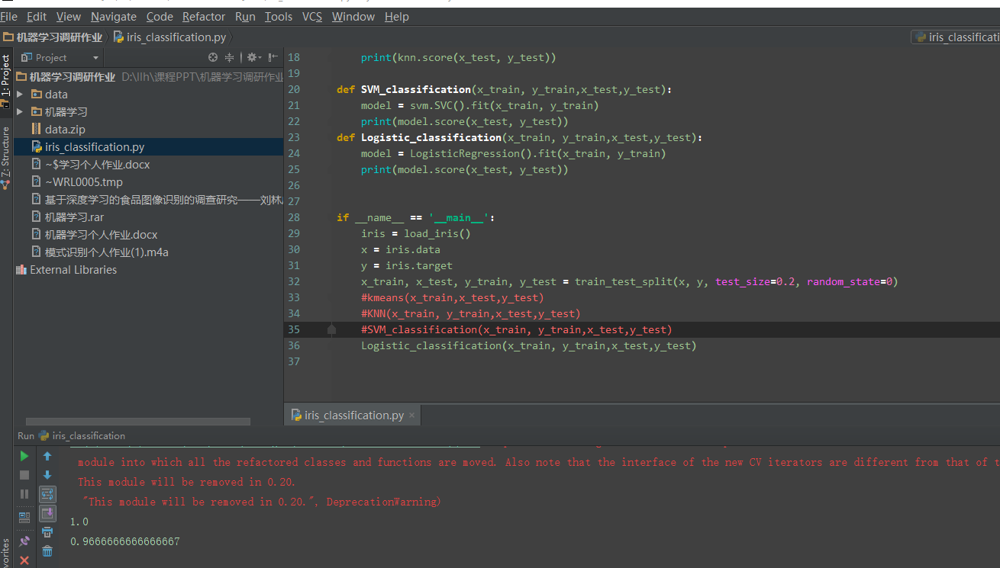 File Edit View Navigate Code Refactor Run Tools VCS Window Help
机器学习调研作业 iris_classification.py
1: Project
7: Structure
Project
机器学习调研作业 D:\llh\课程PPT\机器学习调研作业
data
机器学习
data.zip
iris_classification.py
~$学习个人作业.docx
~WRL0005.tmp
基于深度学习的食品图像识别的调查研究——刘林
机器学习.rar
机器学习个人作业.docx
模式识别个人作业(1).m4a
External Libraries
18 print(knn.score(x_test, y_test))
19
20 def SVM_classification(x_train, y_train,x_test,y_test):
21 model = svm.SVC().fit(x_train, y_train)
22 print(model.score(x_test, y_test))
23 def Logistic_classification(x_train, y_train,x_test,y_test):
24 model = LogisticRegression().fit(x_train, y_train)
25 print(model.score(x_test, y_test))
26
27
28 if __name__ == '__main__':
29 iris = load_iris()
30 x = iris.data
31 y = iris.target
32 x_train, x_test, y_train, y_test = train_test_split(x, y, test_size=0.2, random_state=0)
33 #kmeans(x_train,x_test,y_test)
34 #KNN(x_train, y_train,x_test,y_test)
35 #SVM_classification(x_train, y_train,x_test,y_test)
36 Logistic_classification(x_train, y_train,x_test,y_test)
37
iris_classification.py
Run iris_classification
module into which all the refactored classes and functions are moved. Also note that the interface of the new CV iterators are different from that of
This module will be removed in 0.20.
"This module will be removed in 0.20.", DeprecationWarning)
1.0
0.9666666666666667